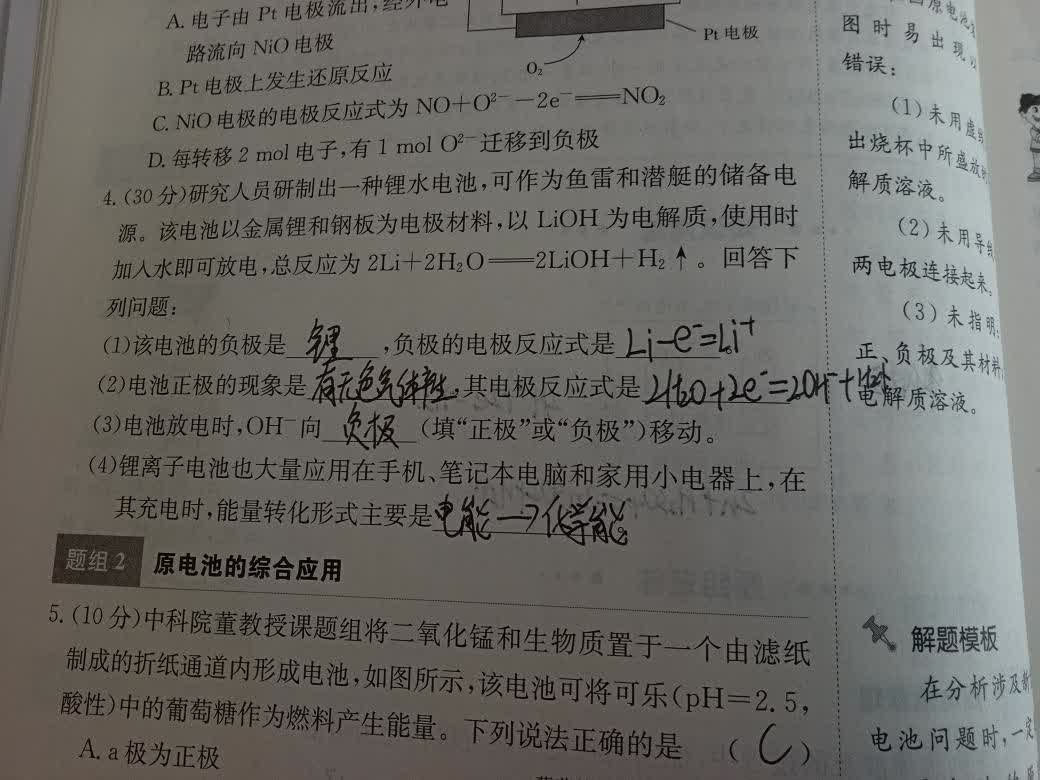 A. 电子由 Pt 电极流出,经外电
路流向 NiO 电极
B. Pt 电极上发生还原反应
C. NiO 电极的电极反应式为 NO+O²⁻-2e⁻══NO₂
D. 每转移 2 mol 电子,有 1 mol O²⁻ 迁移到负极
Pt 电极
O₂
4. (30 分)研究人员研制出一种锂水电池,可作为鱼雷和潜艇的储备电
源。该电池以金属锂和钢板为电极材料,以 LiOH 为电解质,使用时
加入水即可放电,总反应为 2Li+2H₂O══2LiOH+H₂↑。回答下
列问题:
(1)该电池的负极是 锂 ,负极的电极反应式是 Li-e⁻=Li⁺
(2)电池正极的现象是 有无色气体产生,其电极反应式是 2H₂O+2e⁻=2OH⁻+H₂↑
(3)电池放电时,OH⁻向 负极 (填“正极”或“负极”)移动。
(4)锂离子电池也大量应用在手机、笔记本电脑和家用小电器上,在
其充电时,能量转化形式主要是电能→化学能。
题组 2 原电池的综合应用
5. (10 分)中科院董教授课题组将二氧化锰和生物质置于一个由滤纸
制成的折纸通道内形成电池,如图所示,该电池可将可乐(pH=2.5,
酸性)中的葡萄糖作为燃料产生能量。下列说法正确的是 ( C )
A. a 极为正极
原电池
图时易出现
错误:
(1)未用虚
出烧杯中所盛放
解质溶液。
(2)未用导线
两电极连接起来。
(3)未指明
正、负极及其材料
电解质溶液。
解题模板
在分析涉及
电池问题时,一定